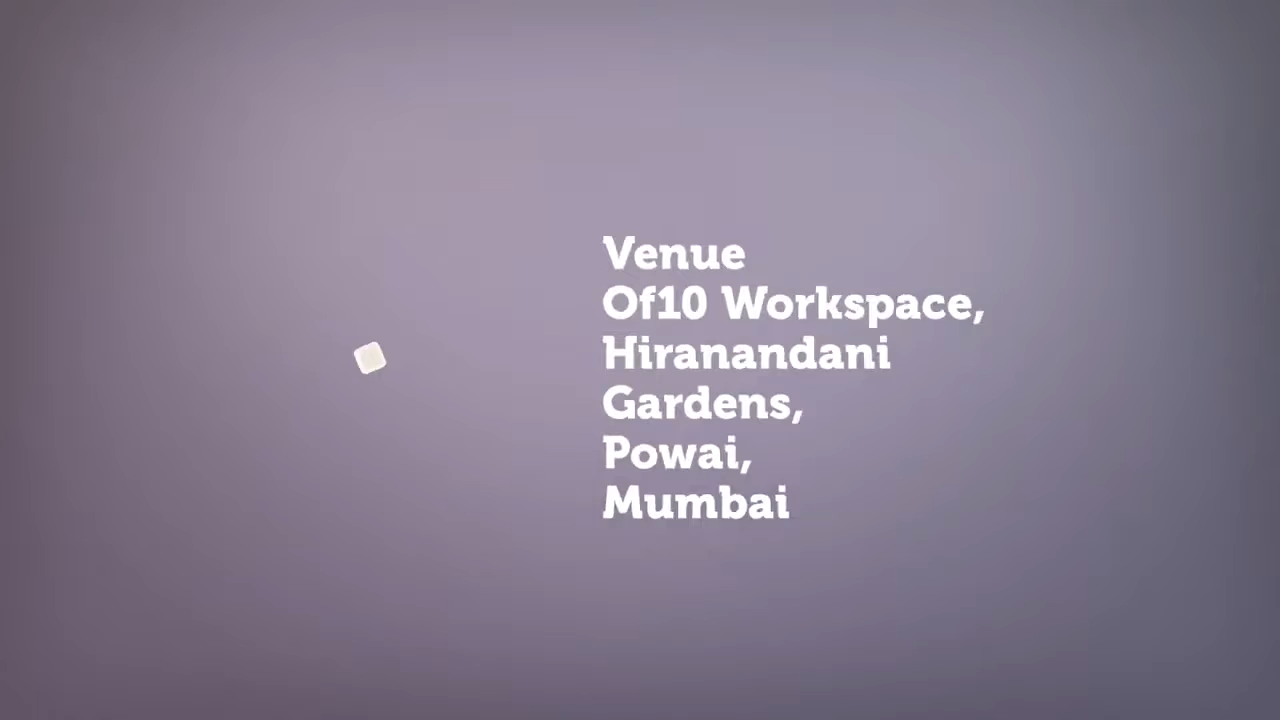 Venue
Of10 Workspace,
Hiranandani
Gardens,
Powai,
Mumbai